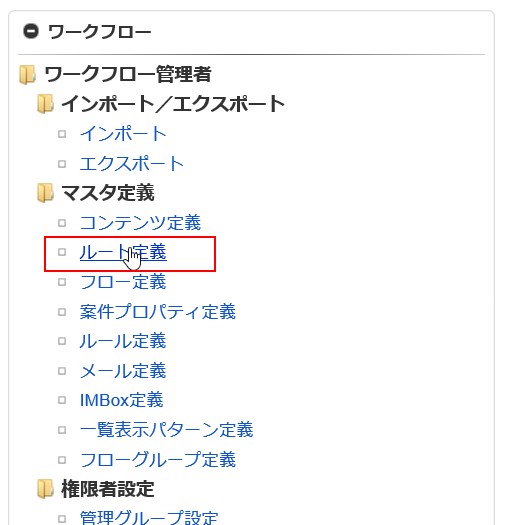 ワークフロー
ワークフロー管理者
インポート／エクスポート
インポート
エクスポート
マスタ定義
コンテンツ定義
ルート定義
フロー定義
案件プロパティ定義
ルール定義
メール定義
IMBox定義
一覧表示パターン定義
フローグループ定義
権限者設定
管理グループ設定